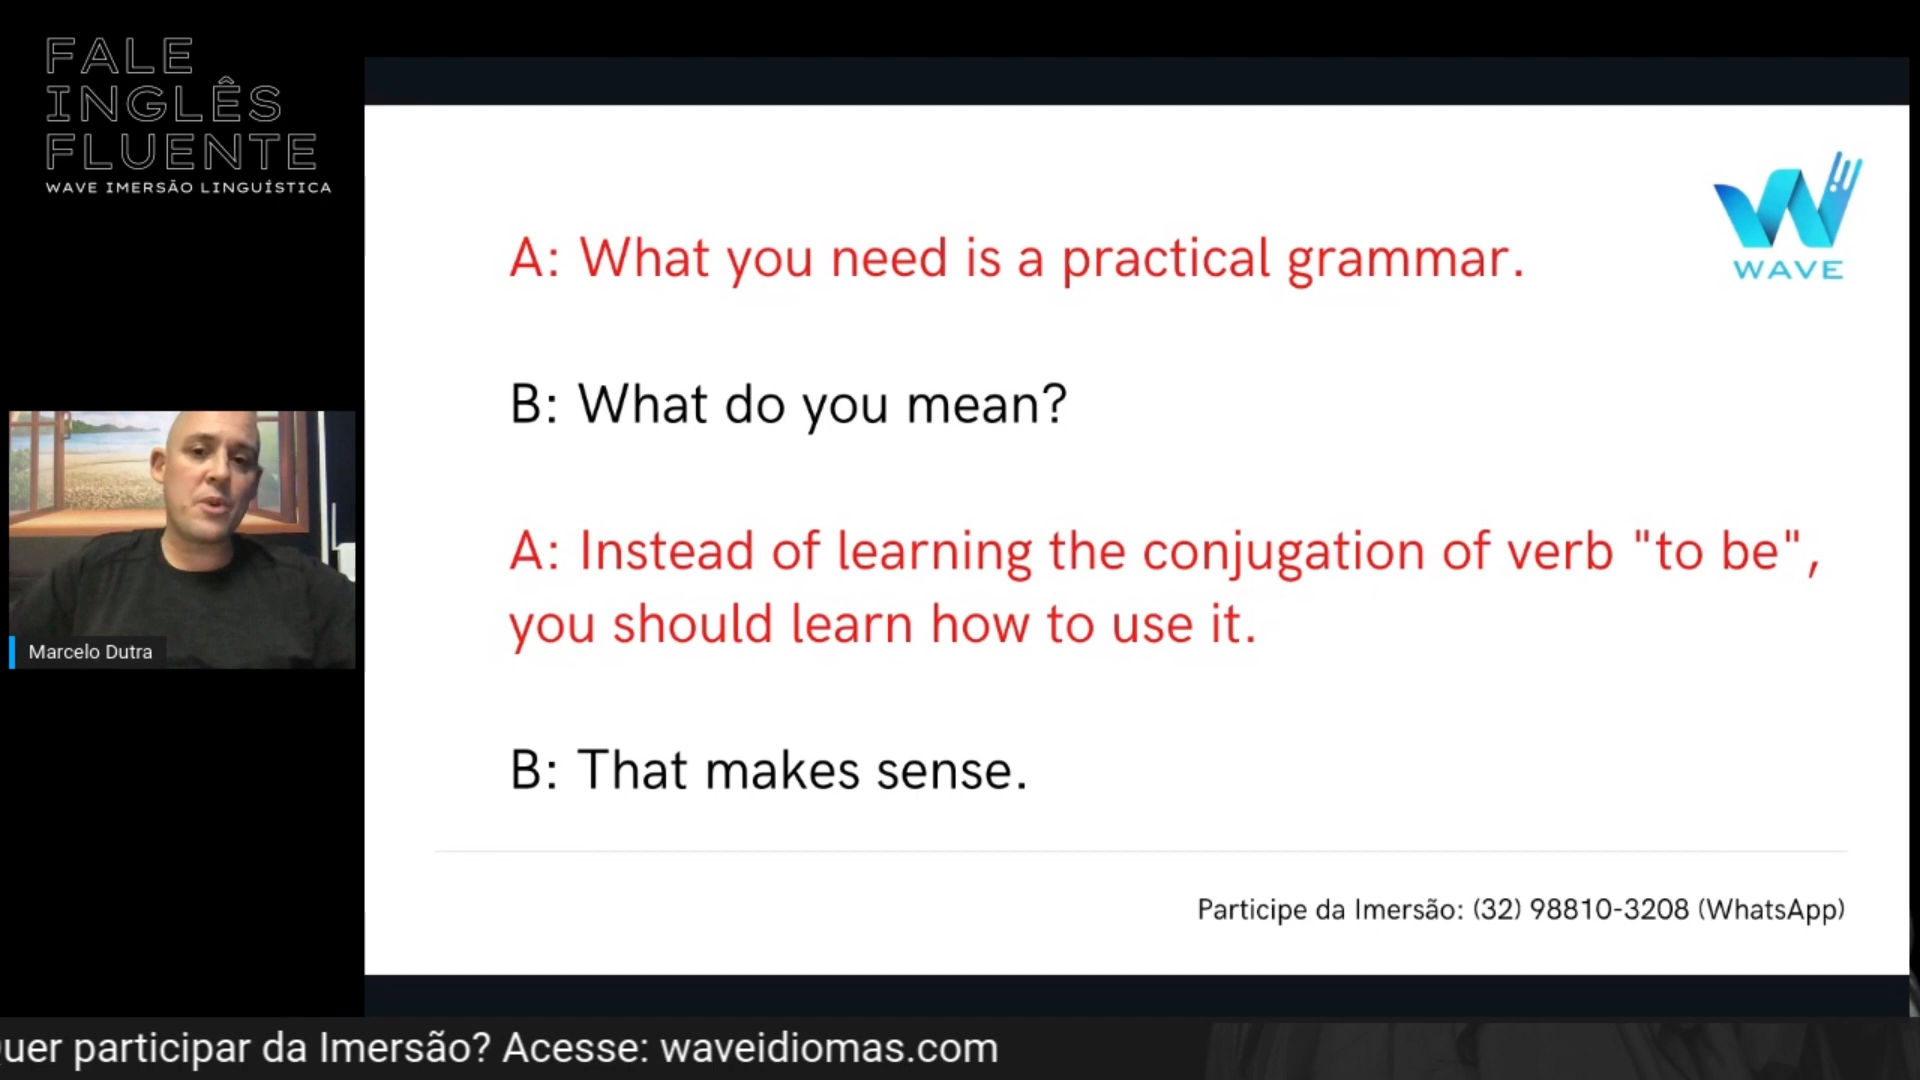 FALE
INGLÊS
FLUENTE
WAVE IMERSÃO LINGUÍSTICA
WAVE
A: What you need is a practical grammar.
B: What do you mean?
A: Instead of learning the conjugation of verb "to be",
you should learn how to use it.
B: That makes sense.
Marcelo Dutra
Participe da Imersão: (32) 98810-3208 (WhatsApp)
uer participar da Imersão? Acesse: waveidiomas.com